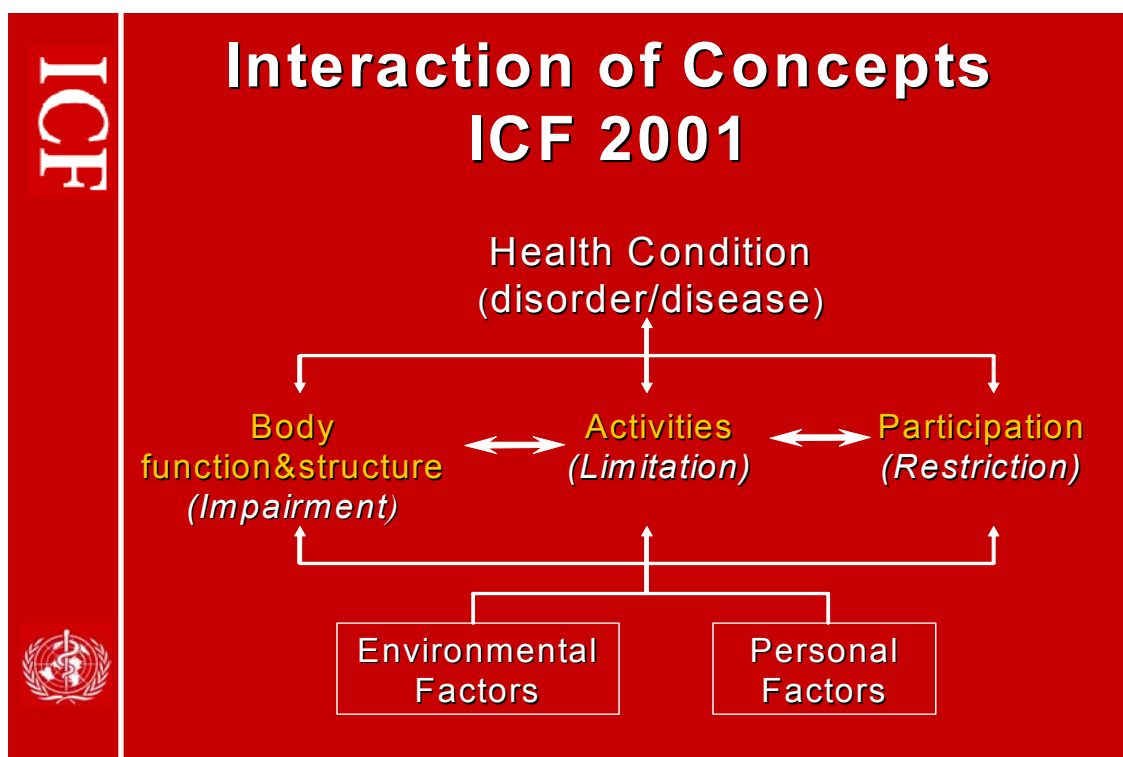 ICF
Interaction of Concepts
ICF 2001
Health Condition
(disorder/disease)
Body
function&structure
(Impairment)
Activities
(Limitation)
Participation
(Restriction)
Environmental
Factors
Personal
Factors